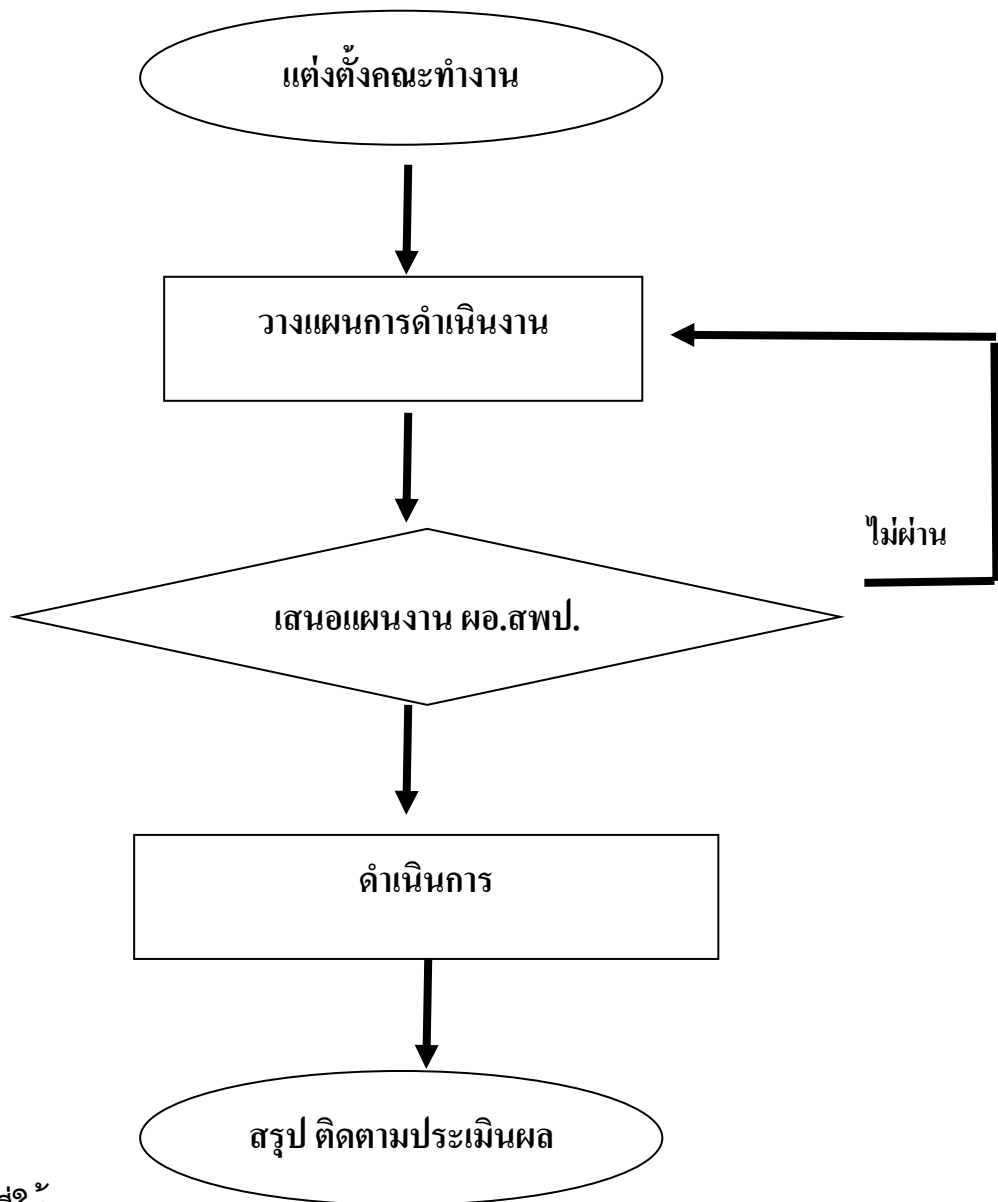 แต่งตั้งคณะทำงาน
วางแผนการดำเนินงาน
ไม่ผ่าน
เสนอแผนงาน ผอ.สพป.
ดำเนินการ
สรุป ติดตามประเมินผล